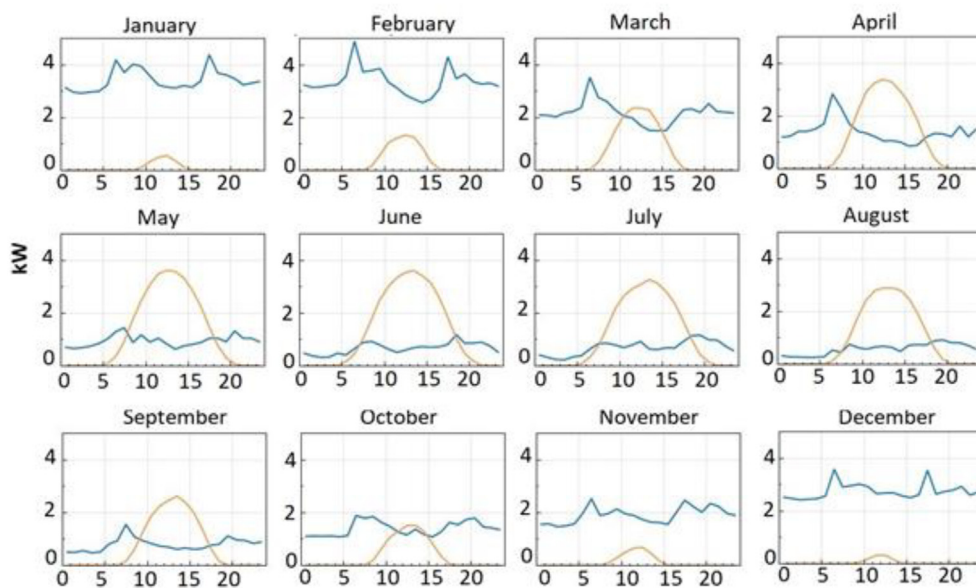 January February March April
4 4 4 4
2 2 2 2
0 0 0 0
0 5 10 15 20 0 5 10 15 20 0 5 10 15 20 0 5 10 15 20
May June July August
kW
4 4 4 4
2 2 2 2
0 0 0 0
0 5 10 15 20 0 5 10 15 20 0 5 10 15 20 0 5 10 15 20
September October November December
4 4 4 4
2 2 2 2
0 0 0 0
0 5 10 15 20 0 5 10 15 20 0 5 10 15 20 0 5 10 15 20